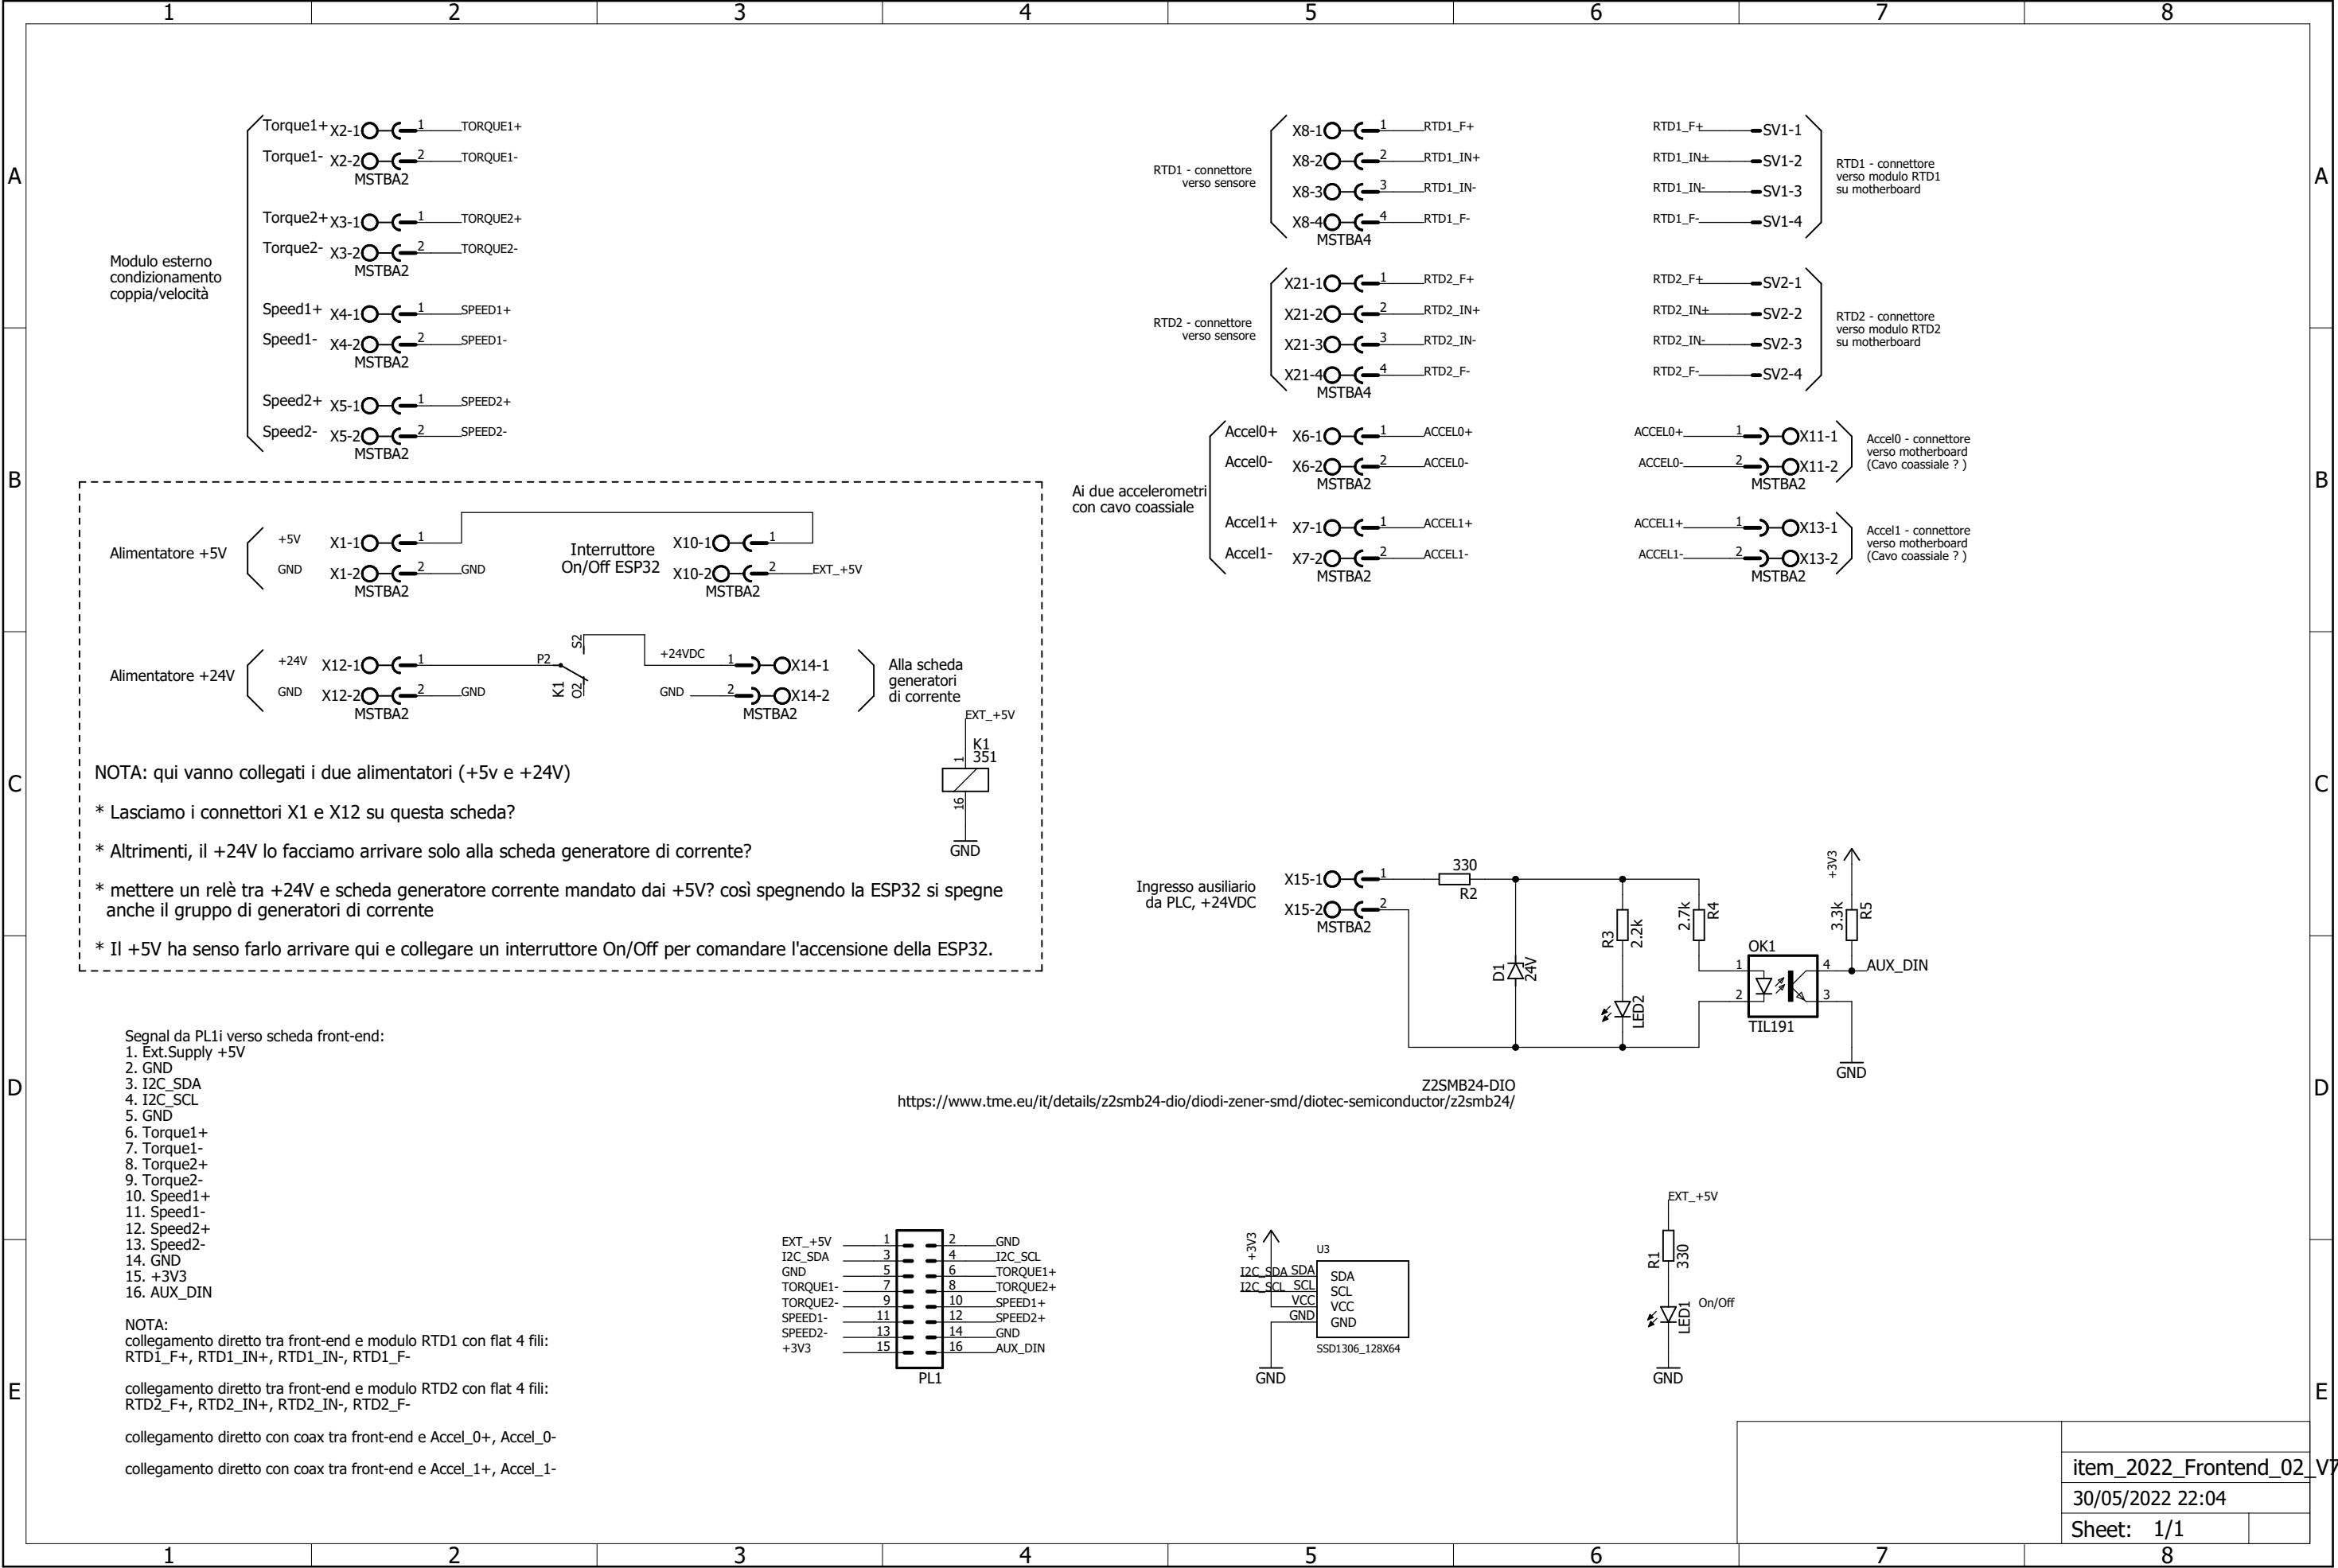 1 2 3 4 5 6 7 8
A
B
C
D
E
Modulo esterno
condizionamento
coppia/velocità
Torque1+ X2-1 1 TORQUE1+
Torque1- X2-2 2 TORQUE1-
MSTBA2
Torque2+ X3-1 1 TORQUE2+
Torque2- X3-2 2 TORQUE2-
MSTBA2
Speed1+ X4-1 1 SPEED1+
Speed1- X4-2 2 SPEED1-
MSTBA2
Speed2+ X5-1 1 SPEED2+
Speed2- X5-2 2 SPEED2-
MSTBA2
RTD1 - connettore
verso sensore
X8-1 1 RTD1_F+
X8-2 2 RTD1_IN+
X8-3 3 RTD1_IN-
X8-4 4 RTD1_F-
MSTBA4
RTD1_F+ SV1-1
RTD1_IN+ SV1-2
RTD1_IN- SV1-3
RTD1_F- SV1-4
RTD1 - connettore
verso modulo RTD1
su motherboard
RTD2 - connettore
verso sensore
X21-1 1 RTD2_F+
X21-2 2 RTD2_IN+
X21-3 3 RTD2_IN-
X21-4 4 RTD2_F-
MSTBA4
RTD2_F+ SV2-1
RTD2_IN+ SV2-2
RTD2_IN- SV2-3
RTD2_F- SV2-4
RTD2 - connettore
verso modulo RTD2
su motherboard
Ai due accelerometri
con cavo coassiale
Accel0+ X6-1 1 ACCEL0+
Accel0- X6-2 2 ACCEL0-
MSTBA2
Accel1+ X7-1 1 ACCEL1+
Accel1- X7-2 2 ACCEL1-
MSTBA2
ACCEL0+ 1 X11-1
ACCEL0- 2 X11-2
MSTBA2
Accel0 - connettore
verso motherboard
(Cavo coassiale ? )
ACCEL1+ 1 X13-1
ACCEL1- 2 X13-2
MSTBA2
Accel1 - connettore
verso motherboard
(Cavo coassiale ? )
Alimentatore +5V
+5V X1-1 1
GND X1-2 2 GND
MSTBA2
Interruttore
On/Off ESP32
X10-1 1
X10-2 2 EXT_+5V
MSTBA2
Alimentatore +24V
+24V X12-1 1
GND X12-2 2 GND
MSTBA2
P2
S2
O2
K1
+24VDC 1 X14-1
GND 2 X14-2
MSTBA2
Alla scheda
generatori
di corrente
EXT_+5V
K1
351
1
16
GND
NOTA: qui vanno collegati i due alimentatori (+5v e +24V)
* Lasciamo i connettori X1 e X12 su questa scheda?
* Altrimenti, il +24V lo facciamo arrivare solo alla scheda generatore di corrente?
* mettere un relè tra +24V e scheda generatore corrente mandato dai +5V? così spegnendo la ESP32 si spegne
anche il gruppo di generatori di corrente
* Il +5V ha senso farlo arrivare qui e collegare un interruttore On/Off per comandare l'accensione della ESP32.
Ingresso ausiliario
da PLC, +24VDC
X15-1 1
X15-2 2
MSTBA2
330
R2
D1
24V
R3
2.2k
LED2
2.7k
R4
OK1
1
2
4
3
TIL191
+3V3
3.3k
R5
AUX_DIN
GND
Z2SMB24-DIO
https://www.tme.eu/it/details/z2smb24-dio/diodi-zener-smd/diotec-semiconductor/z2smb24/
Segnal da PL1i verso scheda front-end:
1. Ext.Supply +5V
2. GND
3. I2C_SDA
4. I2C_SCL
5. GND
6. Torque1+
7. Torque1-
8. Torque2+
9. Torque2-
10. Speed1+
11. Speed1-
12. Speed2+
13. Speed2-
14. GND
15. +3V3
16. AUX_DIN
NOTA:
collegamento diretto tra front-end e modulo RTD1 con flat 4 fili:
RTD1_F+, RTD1_IN+, RTD1_IN-, RTD1_F-
collegamento diretto tra front-end e modulo RTD2 con flat 4 fili:
RTD2_F+, RTD2_IN+, RTD2_IN-, RTD2_F-
collegamento diretto con coax tra front-end e Accel_0+, Accel_0-
collegamento diretto con coax tra front-end e Accel_1+, Accel_1-
EXT_+5V 1 2 GND
I2C_SDA 3 4 I2C_SCL
GND 5 6 TORQUE1+
TORQUE1- 7 8 TORQUE2+
TORQUE2- 9 10 SPEED1+
SPEED1- 11 12 SPEED2+
SPEED2- 13 14 GND
+3V3 15 16 AUX_DIN
PL1
+3V3
U3
I2C_SDA SDA SDA
I2C_SCL SCL SCL
VCC VCC
GND GND
SSD1306_128X64
GND
EXT_+5V
R1
330
LED1
On/Off
GND
item_2022_Frontend_02_V7
30/05/2022 22:04
Sheet: 1/1
A
B
C
D
E
1 2 3 4 5 6 7 8